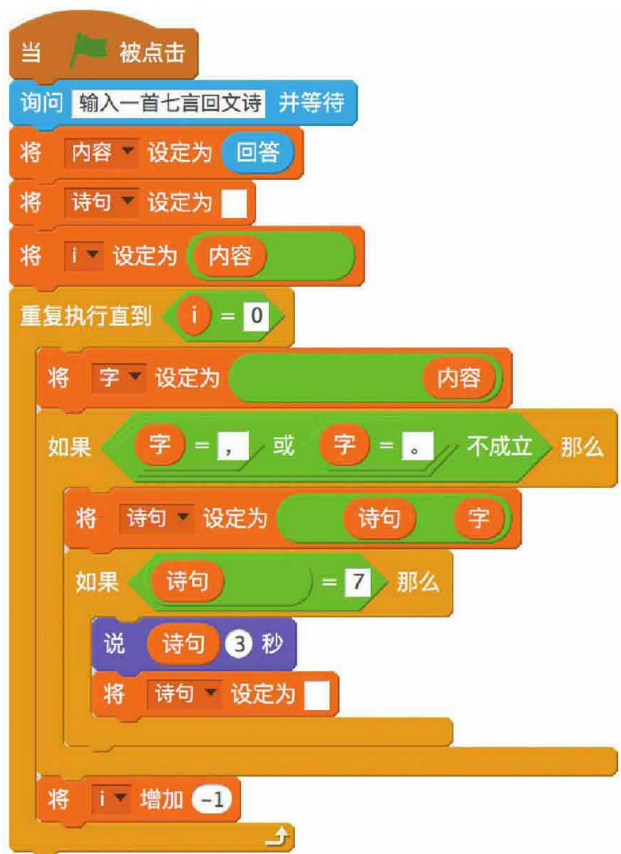 当 被点击
询问 输入一首七言回文诗 并等待
将 内容 设定为 回答
将 诗句 设定为
将 i 设定为 内容
重复执行直到 i = 0
将 字 设定为 内容
如果 字 = , 或 字 = 。 不成立 那么
将 诗句 设定为 诗句 字
如果 诗句 = 7 那么
说 诗句 3 秒
将 诗句 设定为
将 i 增加 -1